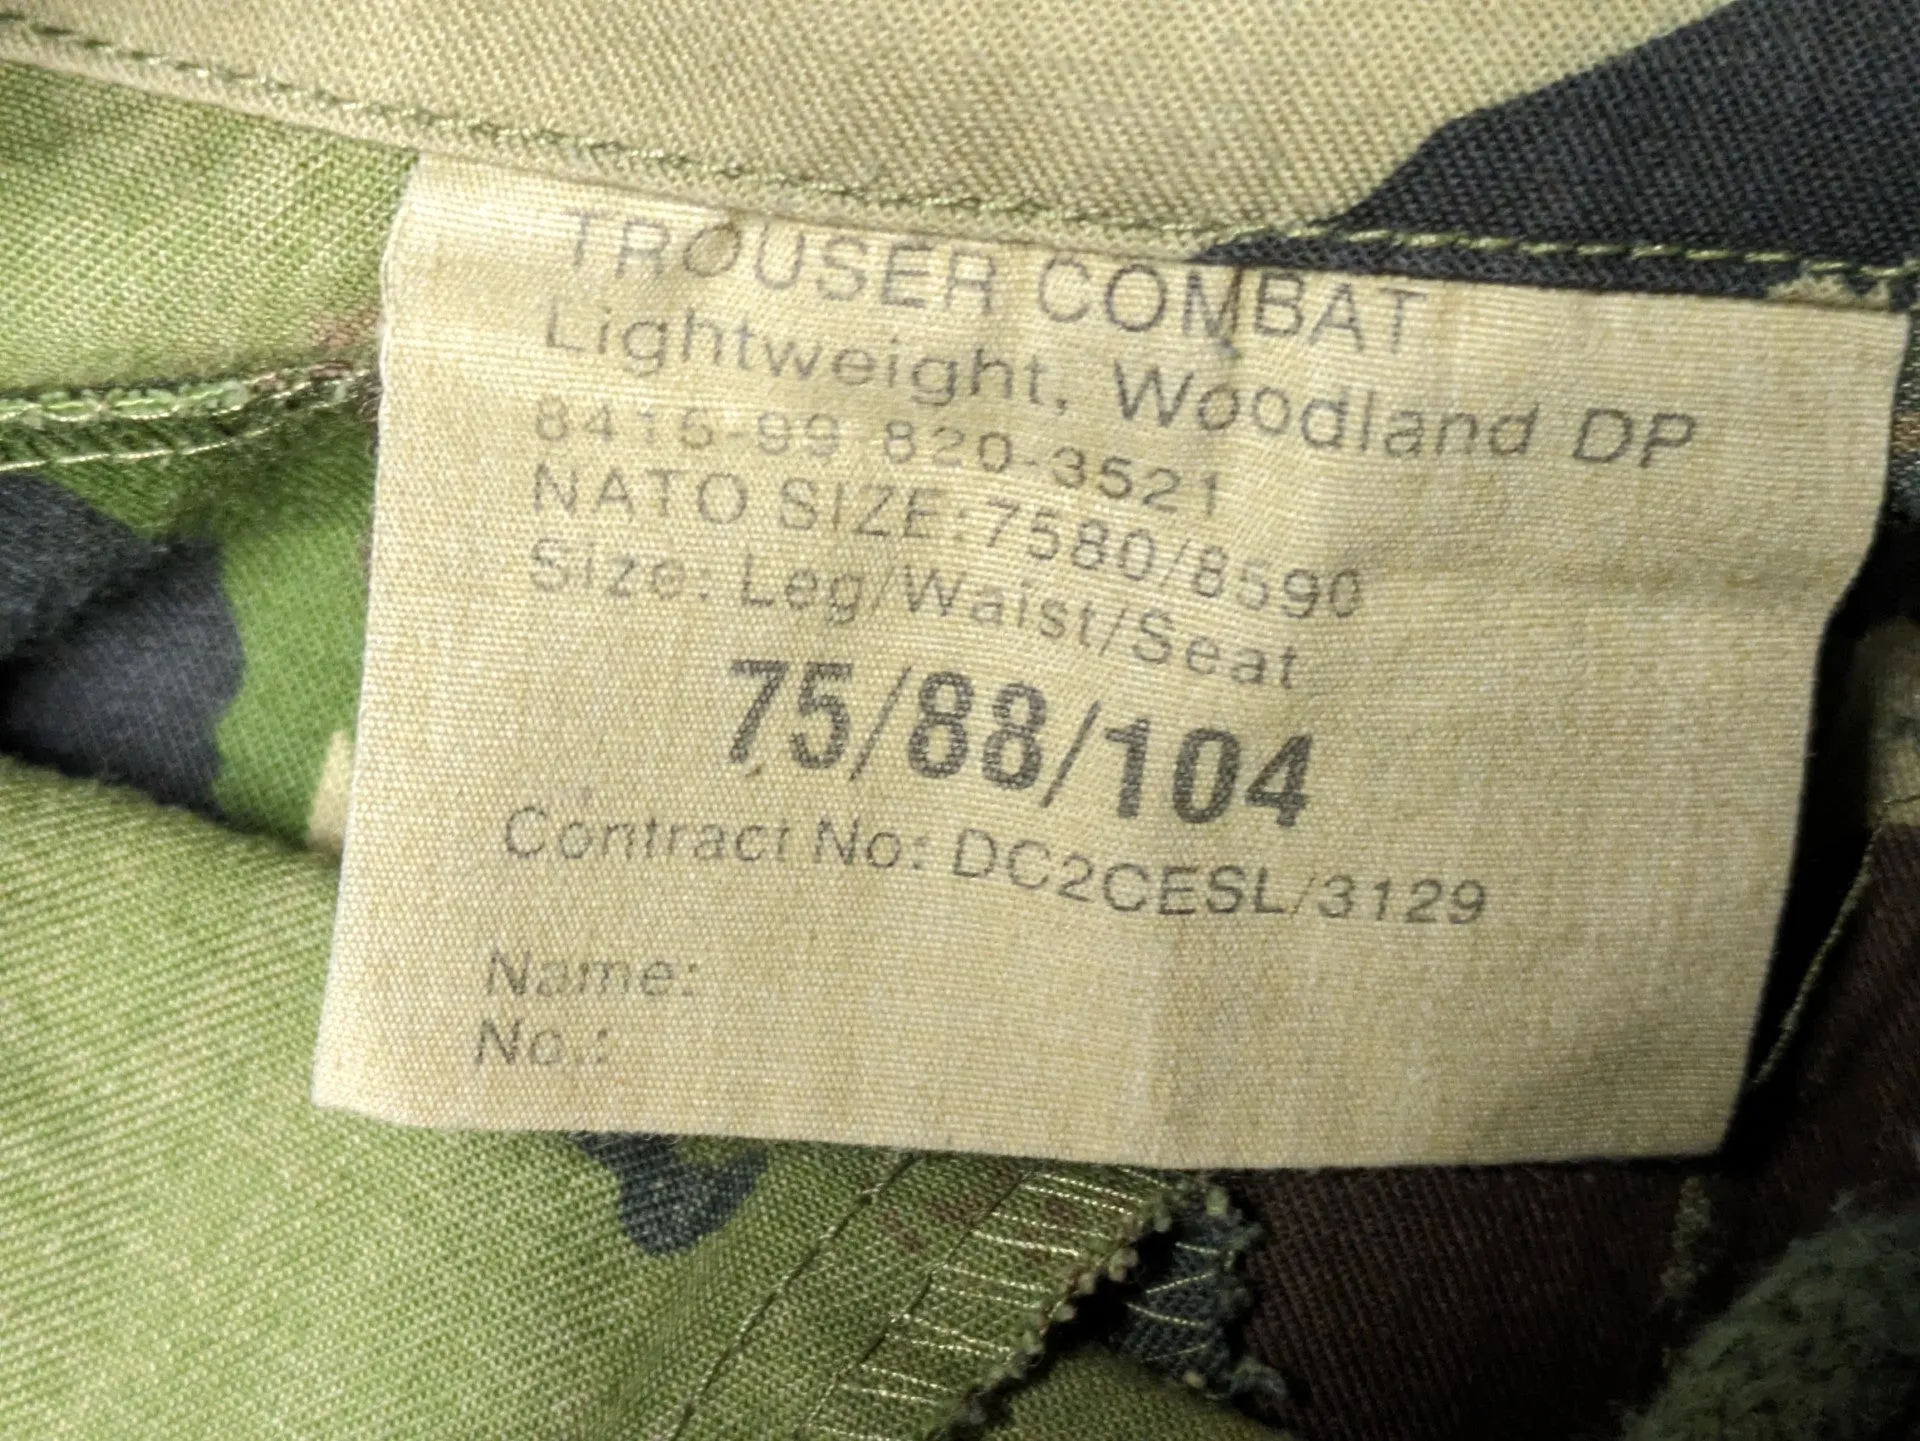 TROUSER COMBAT
Lightweight, Woodland DP
8415-99 820-3521
NATO SIZE:7580/8590
Size: Leg/Waist/Seat
75/88/104
Contract No: DC2CESL/3129
Name:
No.: